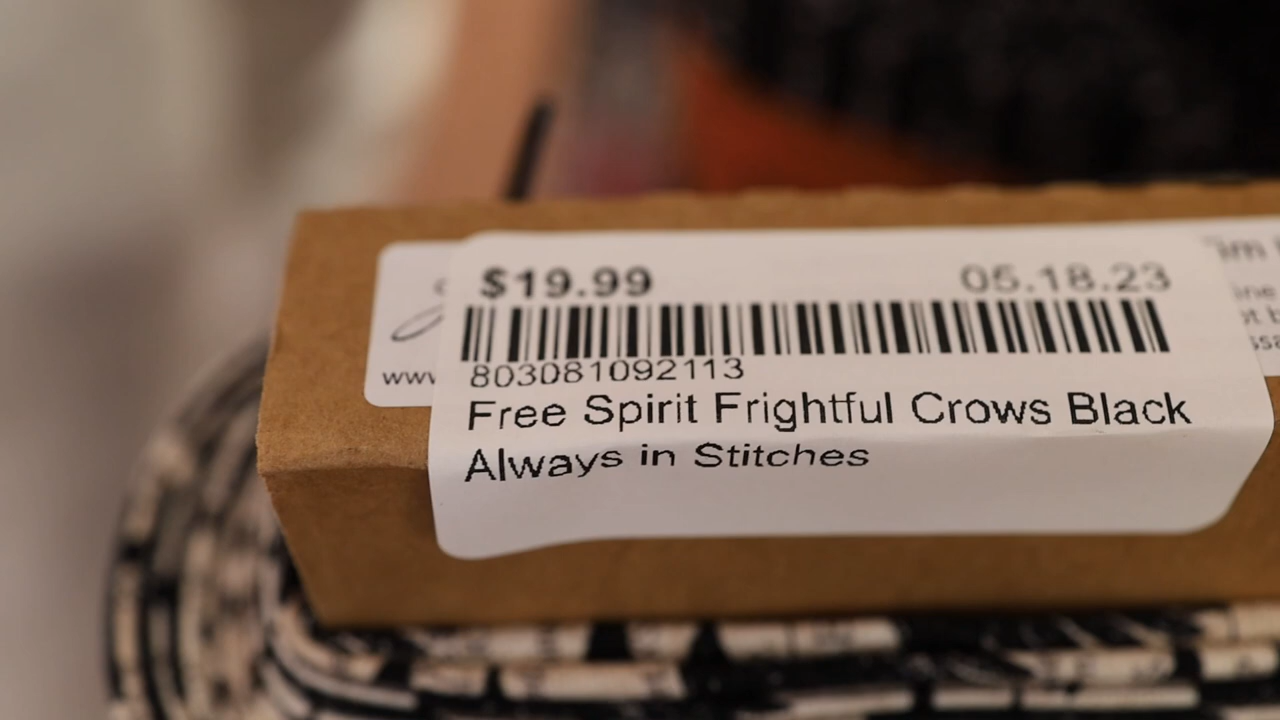 $19.99 05.18.23
803081092113
Free Spirit Frightful Crows Black
Always in Stitches
www